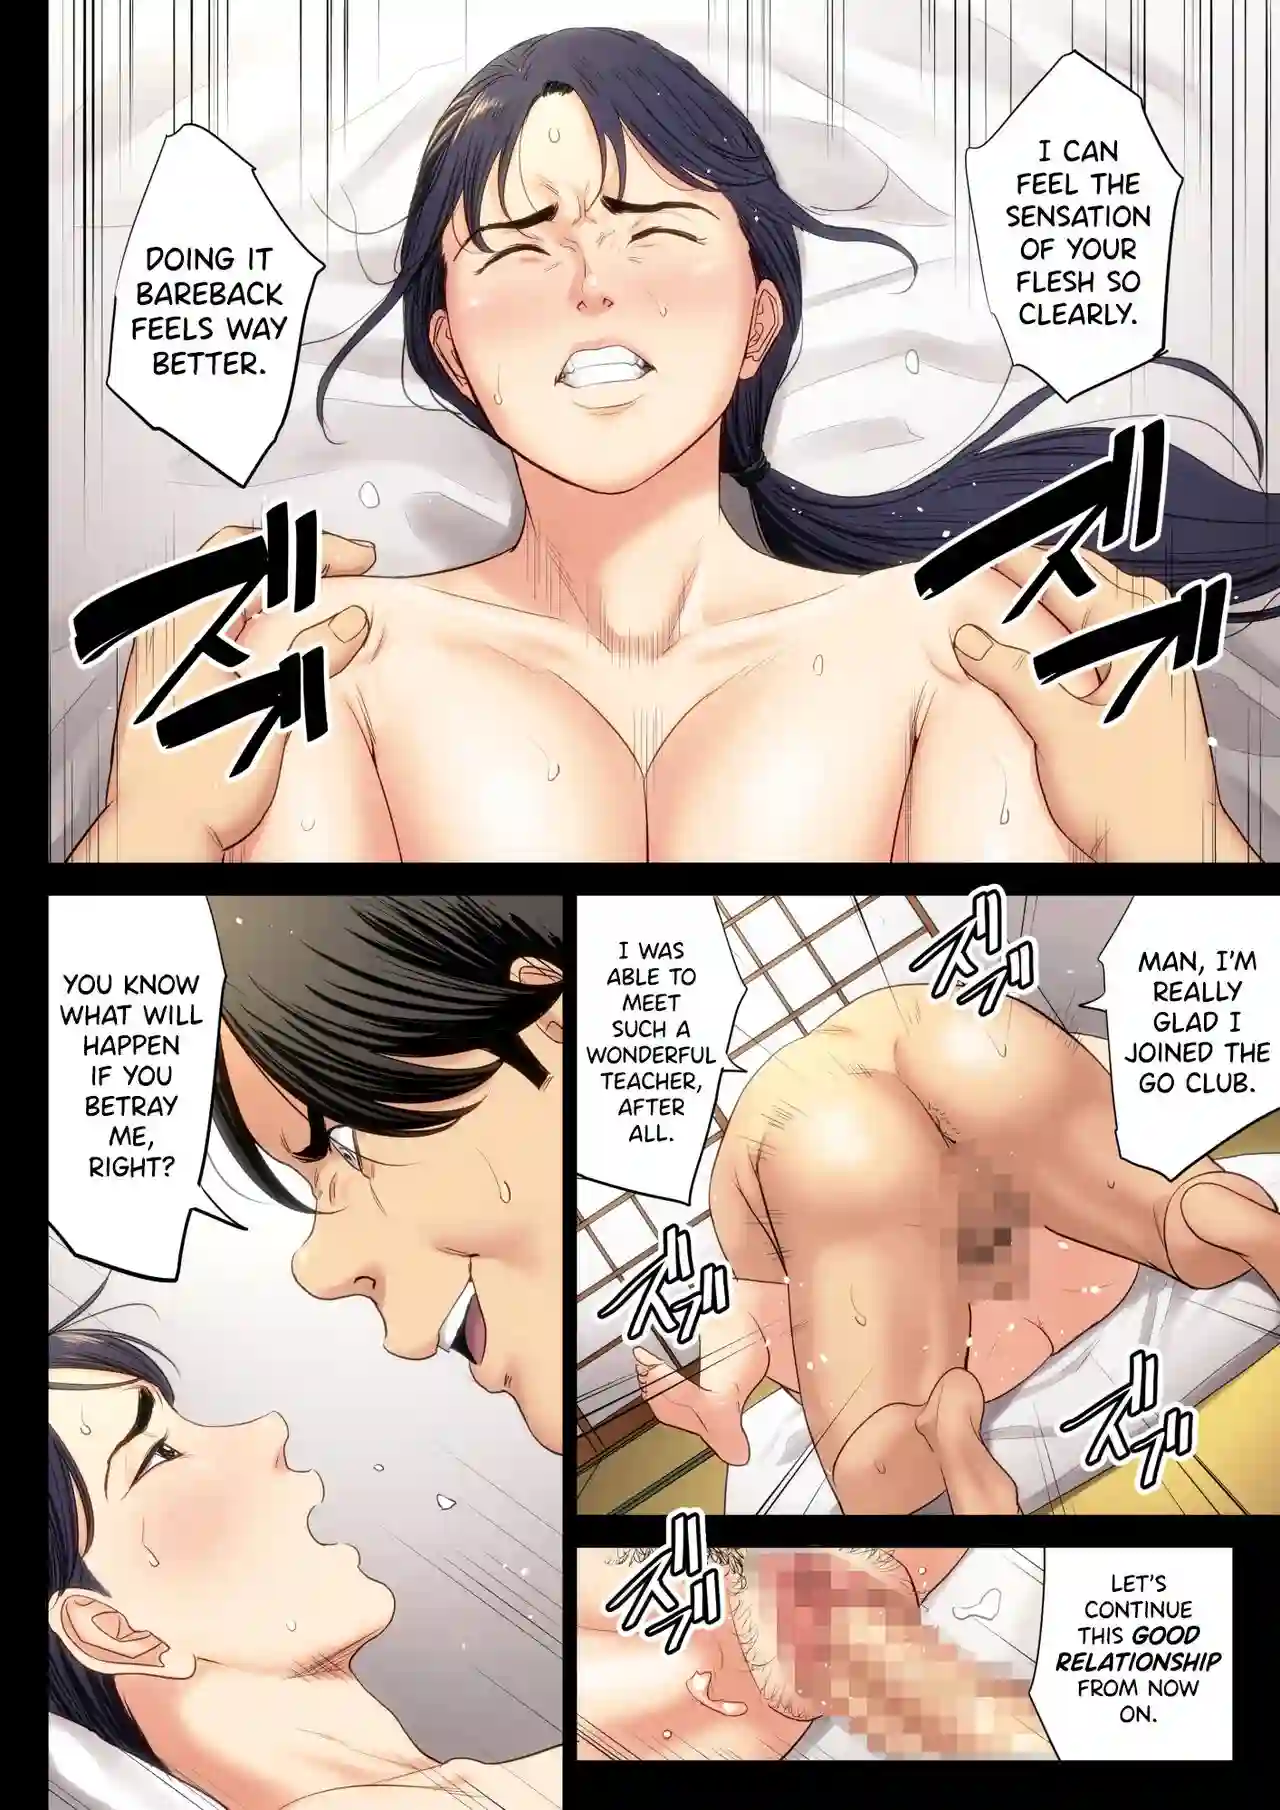 I CAN
FEEL THE
SENSATION
OF YOUR
FLESH SO
CLEARLY.
DOING IT
BAREBACK
FEELS WAY
BETTER.
MAN, I'M
REALLY
GLAD I
JOINED THE
GO CLUB.
I WAS
ABLE TO
MEET
SUCH A
WONDERFUL
TEACHER,
AFTER
ALL.
LET'S
CONTINUE
THIS GOOD
RELATIONSHIP
FROM NOW
ON.
YOU KNOW
WHAT WILL
HAPPEN
IF YOU
BETRAY
ME,
RIGHT?